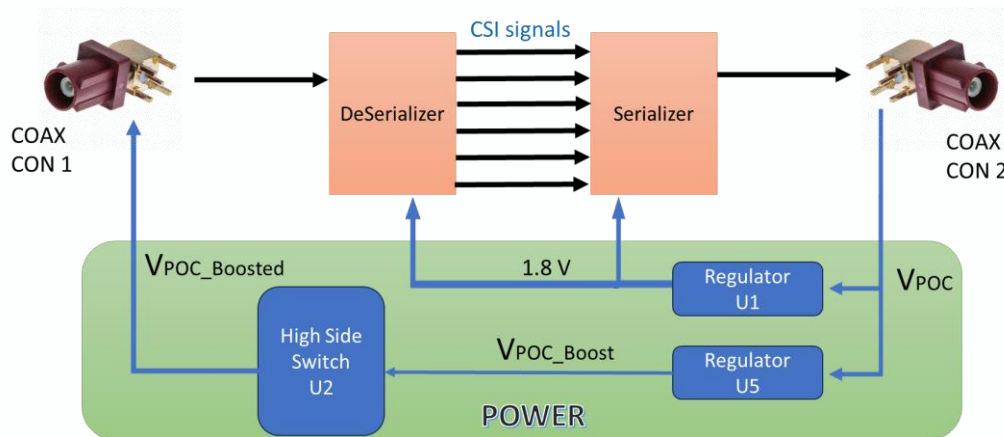 CSI signals
DeSerializer
Serializer
COAX
CON 1
COAX
CON 2
VPOC_Boosted
1.8 V
Regulator
U1
VPOC
High Side
Switch
U2
VPOC_Boost
Regulator
U5
POWER